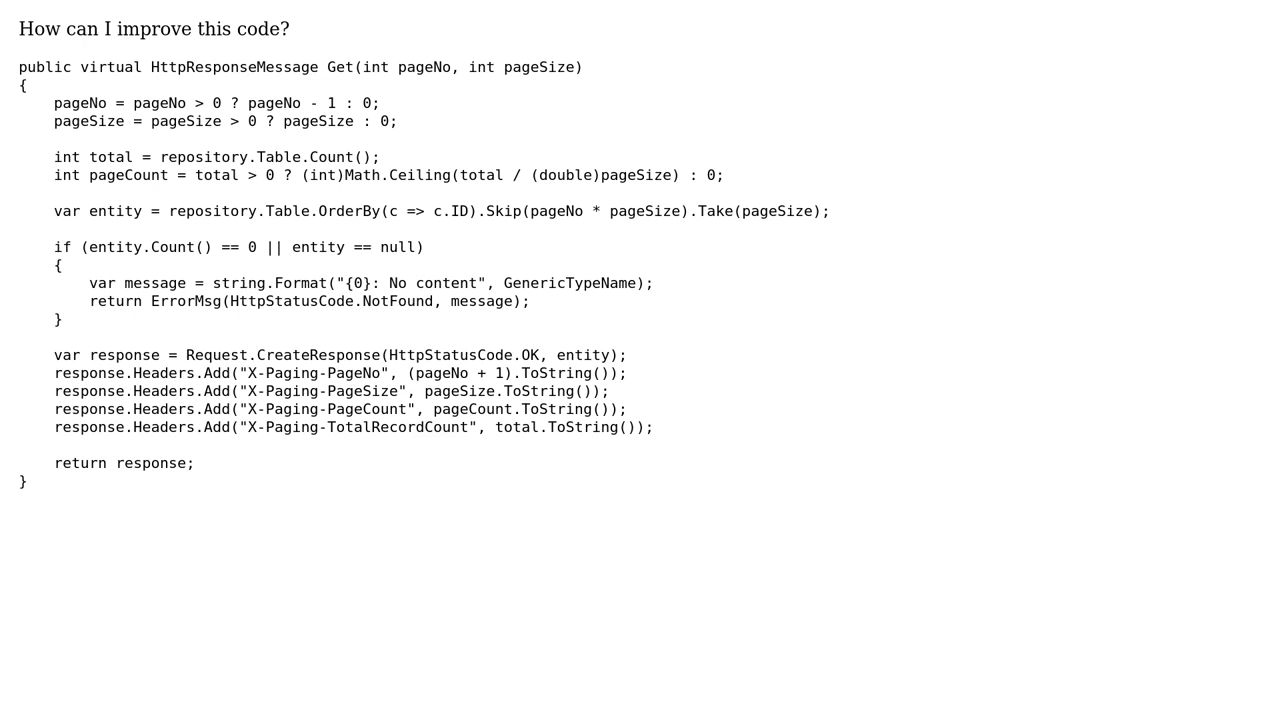 How can I improve this code?
public virtual HttpResponseMessage Get(int pageNo, int pageSize)
{
    pageNo = pageNo > 0 ? pageNo - 1 : 0;
    pageSize = pageSize > 0 ? pageSize : 0;

    int total = repository.Table.Count();
    int pageCount = total > 0 ? (int)Math.Ceiling(total / (double)pageSize) : 0;

    var entity = repository.Table.OrderBy(c => c.ID).Skip(pageNo * pageSize).Take(pageSize);

    if (entity.Count() == 0 || entity == null)
    {
        var message = string.Format("{0}: No content", GenericTypeName);
        return ErrorMsg(HttpStatusCode.NotFound, message);
    }

    var response = Request.CreateResponse(HttpStatusCode.OK, entity);
    response.Headers.Add("X-Paging-PageNo", (pageNo + 1).ToString());
    response.Headers.Add("X-Paging-PageSize", pageSize.ToString());
    response.Headers.Add("X-Paging-PageCount", pageCount.ToString());
    response.Headers.Add("X-Paging-TotalRecordCount", total.ToString());

    return response;
}